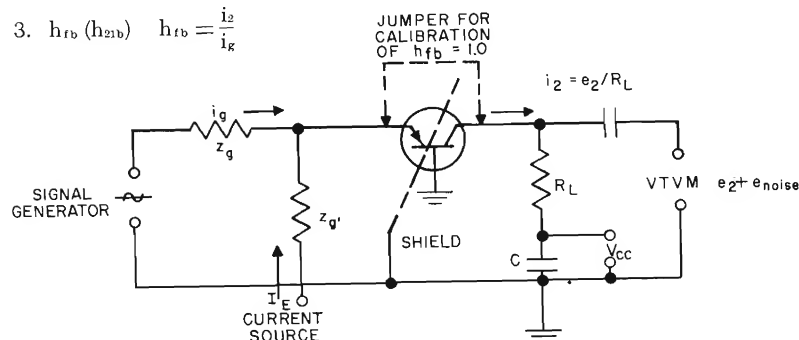 3. hfb (h21b) hfb = i2/ig
JUMPER FOR
CALIBRATION
OF hfb = 1.0
ig
zg
i2 = e2/RL
SIGNAL
GENERATOR
zg'
SHIELD
RL
VTVM e2 + enoise
C
VCC
IE
CURRENT
SOURCE